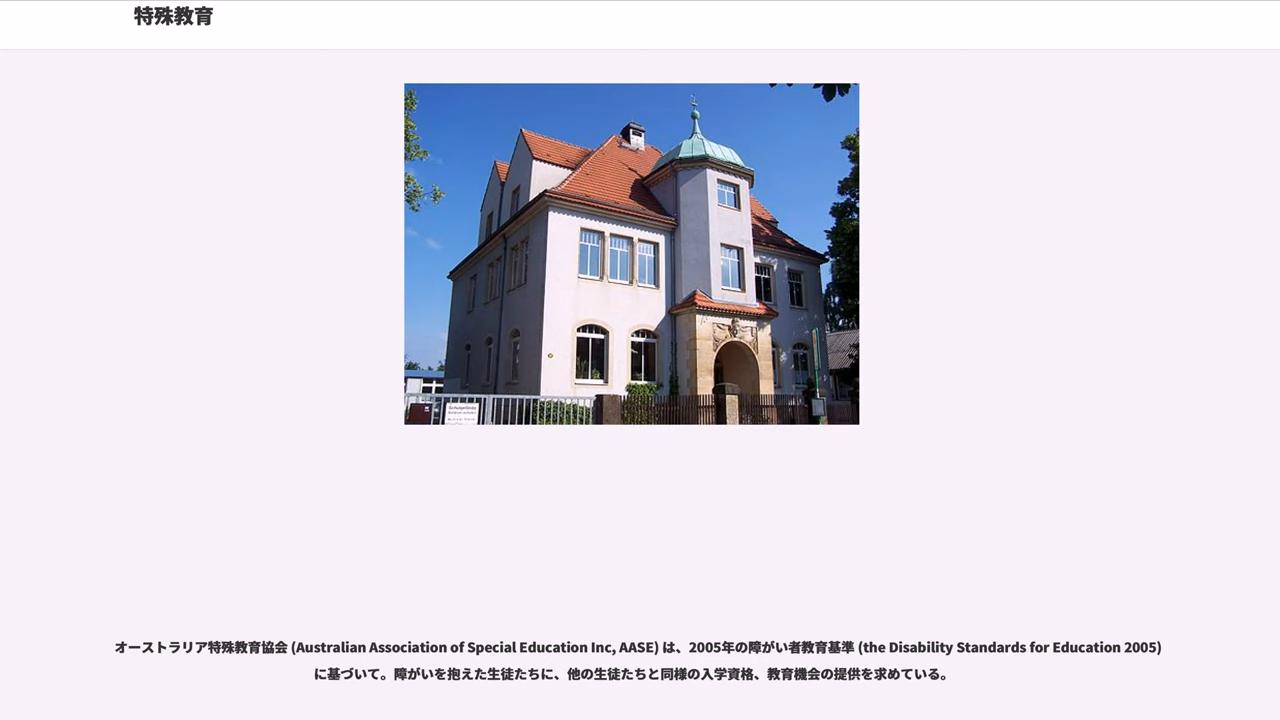 特殊教育
Schulgelände
オーストラリア特殊教育協会 (Australian Association of Special Education Inc, AASE) は、2005年の障がい者教育基準 (the Disability Standards for Education 2005)
に基づいて。障がいを抱えた生徒たちに、他の生徒たちと同様の入学資格、教育機会の提供を求めている。